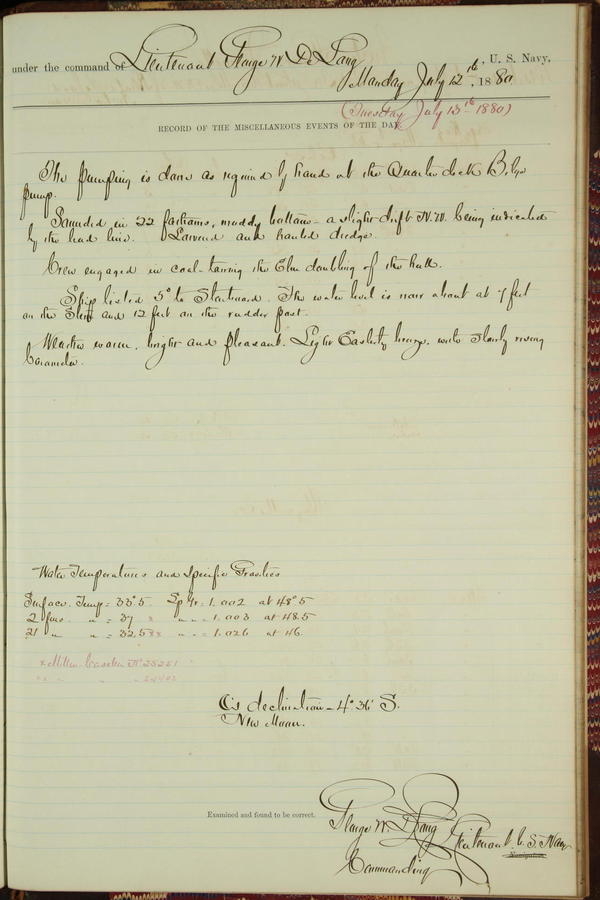 under the command of Lieutenant George W. De Long, U. S. Navy,
Monday July 12th, 1880
(Tuesday July 13th 1880)
RECORD OF THE MISCELLANEOUS EVENTS OF THE DAY.
The pumping is done as required by hand at the Quarter deck Bilge
pump.
Sounded in 22 fathoms, muddy bottom - a slight drift N.W. being indicated
by the lead line. Lowered and hauled dredge.
Crew engaged in coal-tarring the Elm doubling of the hull.
Ship listed 5° to Starboard. The water level is now about at 7 feet
on the Stem and 12 feet on the rudder post.
Weather warm, bright and pleasant. Light Easterly breeze, with slowly rising
barometer.
Water Temperatures and Specific Gravities
Surface. Temp = 33°.5 Sp Gr = 1.002 at 48°.5
2 fms. " = 37 " " = 1.003 at 48.5
21 " " = 32.5 " " = 1.026 at 46
* Miller-Casella No 25251
** " " "
C's declination - 4° 36' S.
New Moon.
Examined and found to be correct.
George W. De Long Lieutenant U. S. Navy
Navigator.
Commanding